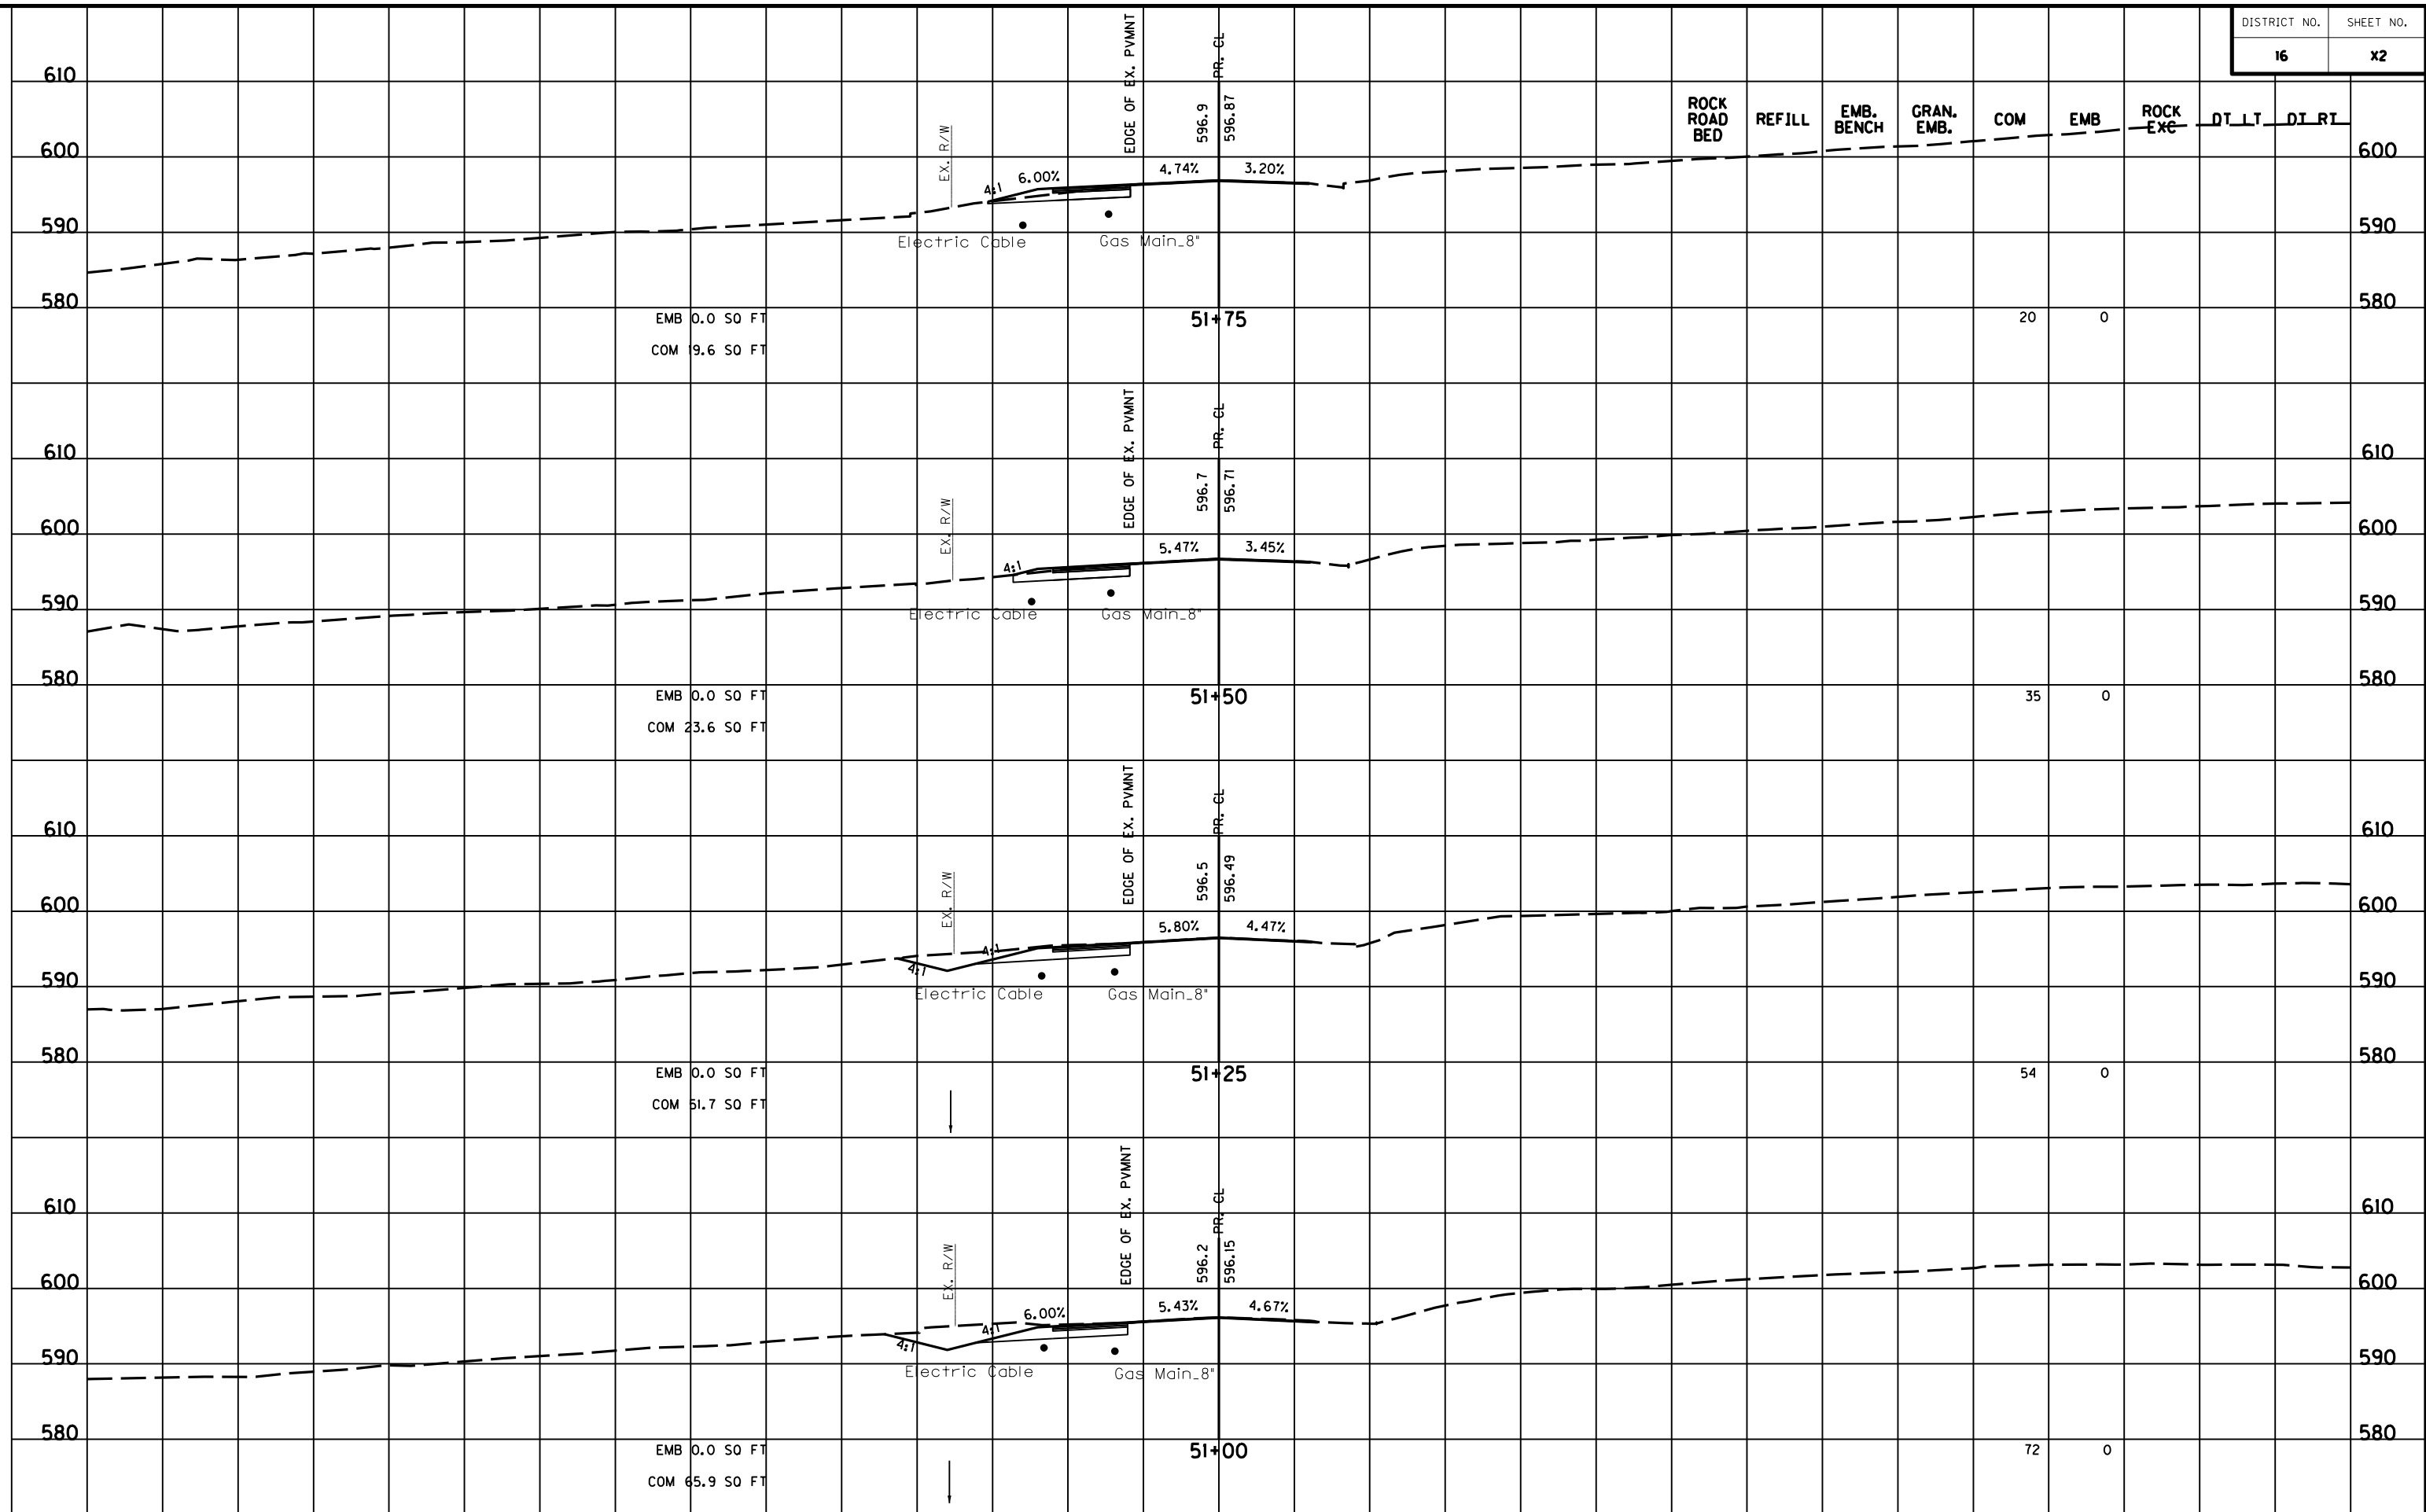 DISTRICT NO. SHEET NO.
16 X2
ROCK ROAD BED REFILL EMB. BENCH GRAN. EMB. COM EMB ROCK EXC DT LT DT RT
EDGE OF EX. PVMNT
PR. CL
596.9
596.87
EX. R/W
610
600 600
590 590
580 580
4:1 6.00% 4.74% 3.20%
Electric Cable Gas Main_8"
EMB 0.0 SQ FT 51+75 20 0
COM 19.6 SQ FT
EDGE OF EX. PVMNT
PR. CL
596.7
596.71
EX. R/W
610 610
600 600
590 590
580 580
4:1 5.47% 3.45%
Electric Cable Gas Main_8"
EMB 0.0 SQ FT 51+50 35 0
COM 23.6 SQ FT
EDGE OF EX. PVMNT
PR. CL
596.5
596.49
EX. R/W
610 610
600 600
590 590
580 580
4:1 4:1 5.80% 4.47%
Electric Cable Gas Main_8"
EMB 0.0 SQ FT 51+25 54 0
COM 51.7 SQ FT
EDGE OF EX. PVMNT
PR. CL
596.2
596.15
EX. R/W
610 610
600 600
590 590
580 580
4:1 4:1 6.00% 5.43% 4.67%
Electric Cable Gas Main_8"
EMB 0.0 SQ FT 51+00 72 0
COM 65.9 SQ FT